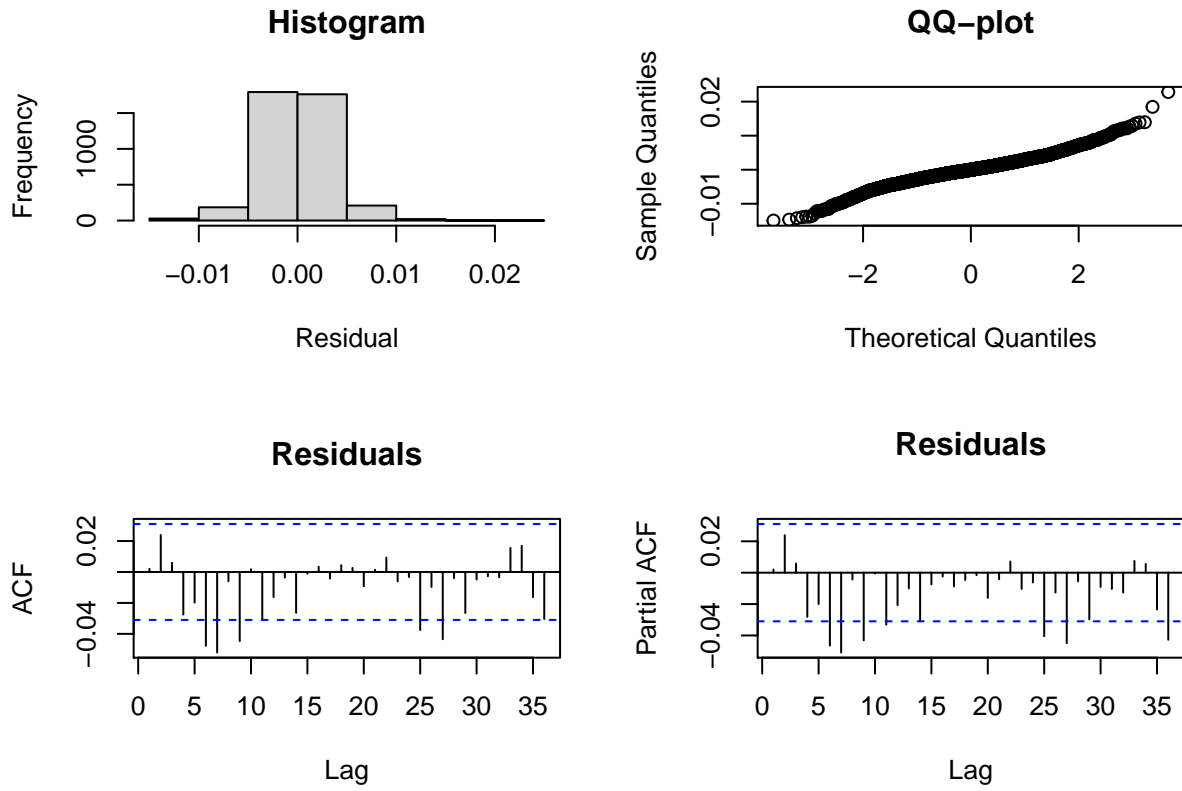 Histogram
Frequency
0
1000
−0.01
0.00
0.01
0.02
Residual
QQ−plot
Sample Quantiles
−0.01
0.02
−2
0
2
Theoretical Quantiles
Residuals
ACF
−0.04
0.02
0
5
10
15
20
25
30
35
Lag
Residuals
Partial ACF
−0.04
0.02
0
5
10
15
20
25
30
35
Lag